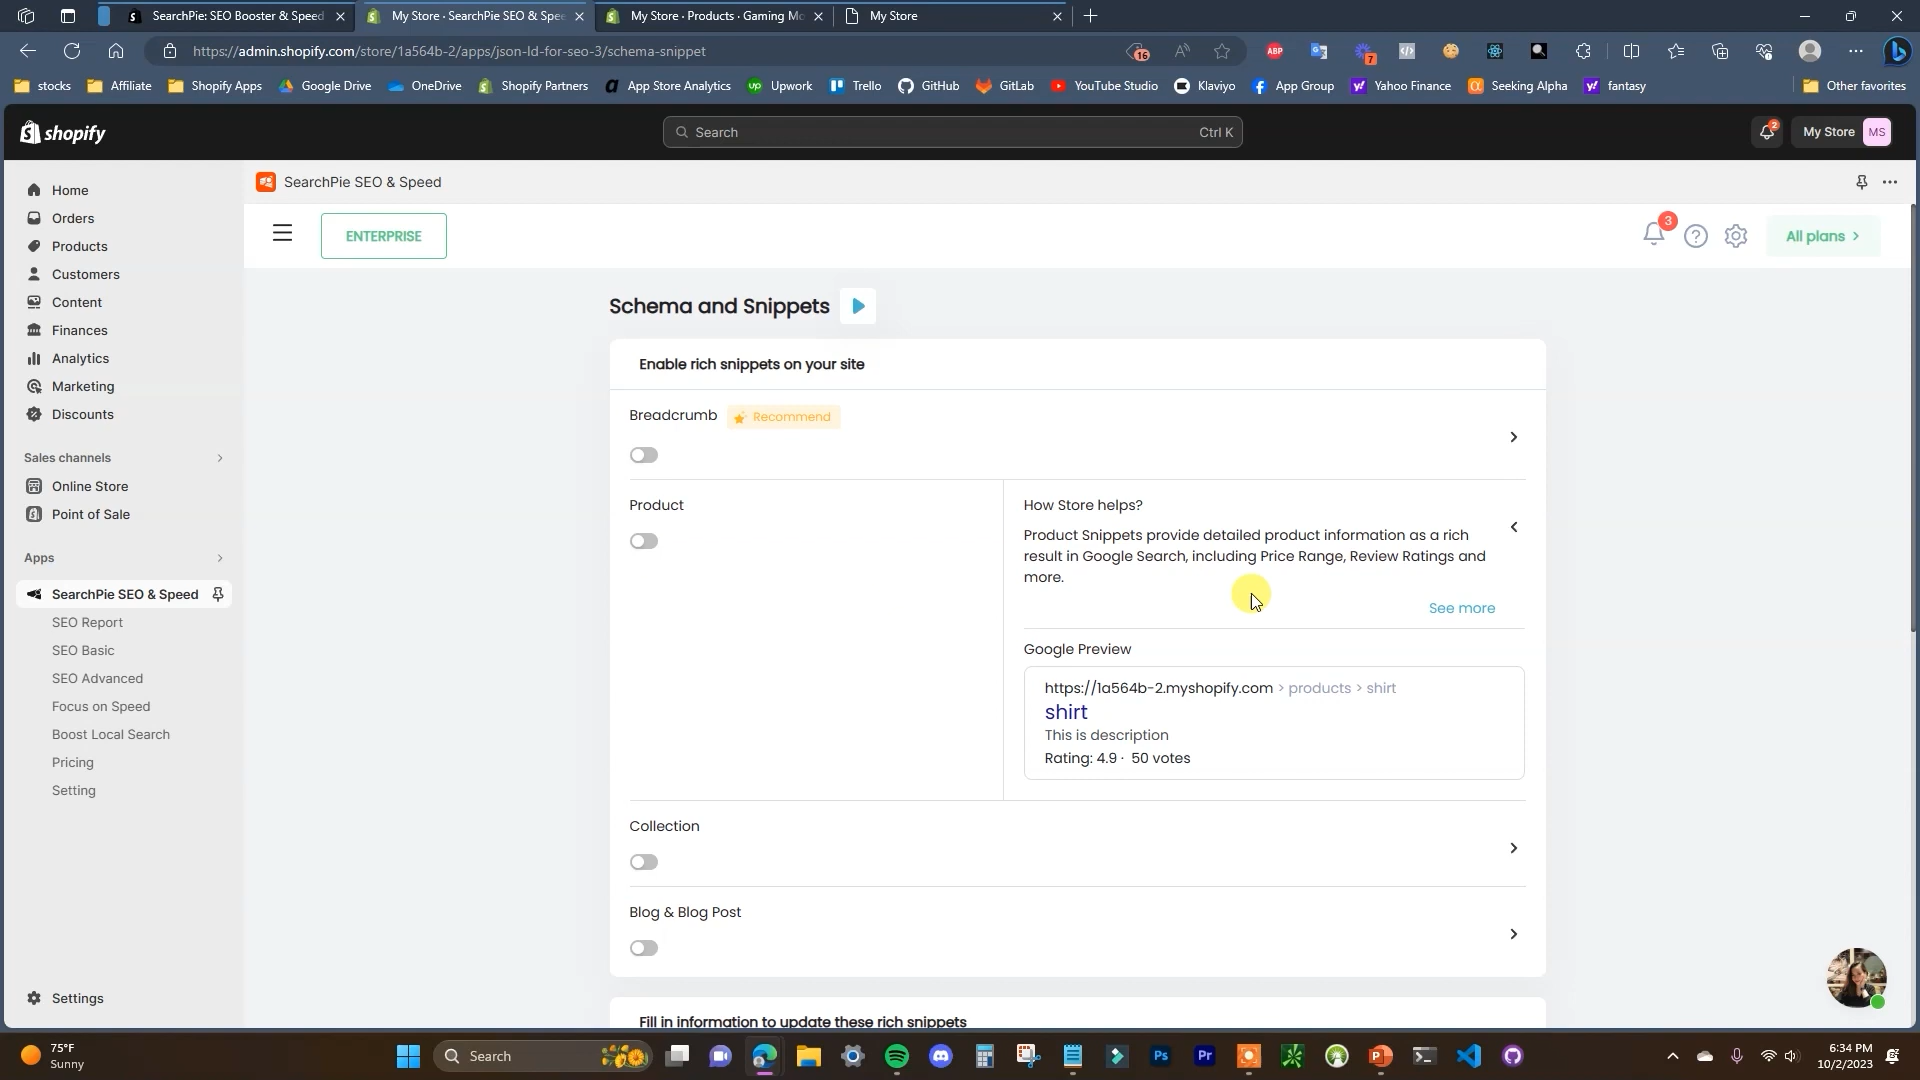 SearchPie: SEO Booster & Speed
My Store · SearchPie SEO & Spee
My Store · Products · Gaming Mo
My Store
https://admin.shopify.com/store/1a564b-2/apps/json-ld-for-seo-3/schema-snippet
16
ABP
7
stocks
Affiliate
Shopify Apps
Google Drive
OneDrive
Shopify Partners
App Store Analytics
Upwork
Trello
GitHub
GitLab
YouTube Studio
Klaviyo
App Group
Yahoo Finance
Seeking Alpha
fantasy
Other favorites
shopify
Search
Ctrl K
2
My Store
MS
Home
Orders
Products
Customers
Content
Finances
Analytics
Marketing
Discounts
Sales channels
Online Store
Point of Sale
Apps
SearchPie SEO & Speed
SEO Report
SEO Basic
SEO Advanced
Focus on Speed
Boost Local Search
Pricing
Setting
Settings
SearchPie SEO & Speed
ENTERPRISE
3
All plans
Schema and Snippets
Enable rich snippets on your site
Breadcrumb
Recommend
Product
How Store helps?
Product Snippets provide detailed product information as a rich
result in Google Search, including Price Range, Review Ratings and
more.
See more
Google Preview
https://1a564b-2.myshopify.com > products > shirt
shirt
This is description
Rating: 4.9 · 50 votes
Collection
Blog & Blog Post
Fill in information to update these rich snippets
75°F
Sunny
Search
Ps
Pr
6:34 PM
10/2/2023